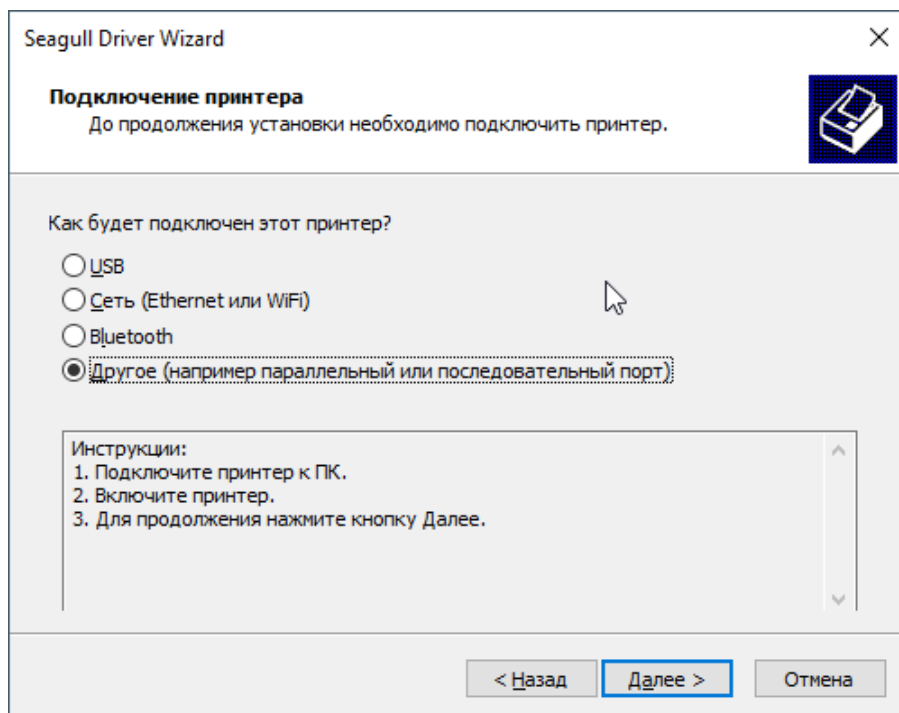 Seagull Driver Wizard
Подключение принтера
До продолжения установки необходимо подключить принтер.
Как будет подключен этот принтер?
USB
Сеть (Ethernet или WiFi)
Bluetooth
Другое (например параллельный или последовательный порт)
Инструкции:
1. Подключите принтер к ПК.
2. Включите принтер.
3. Для продолжения нажмите кнопку Далее.
< Назад
Далее >
Отмена